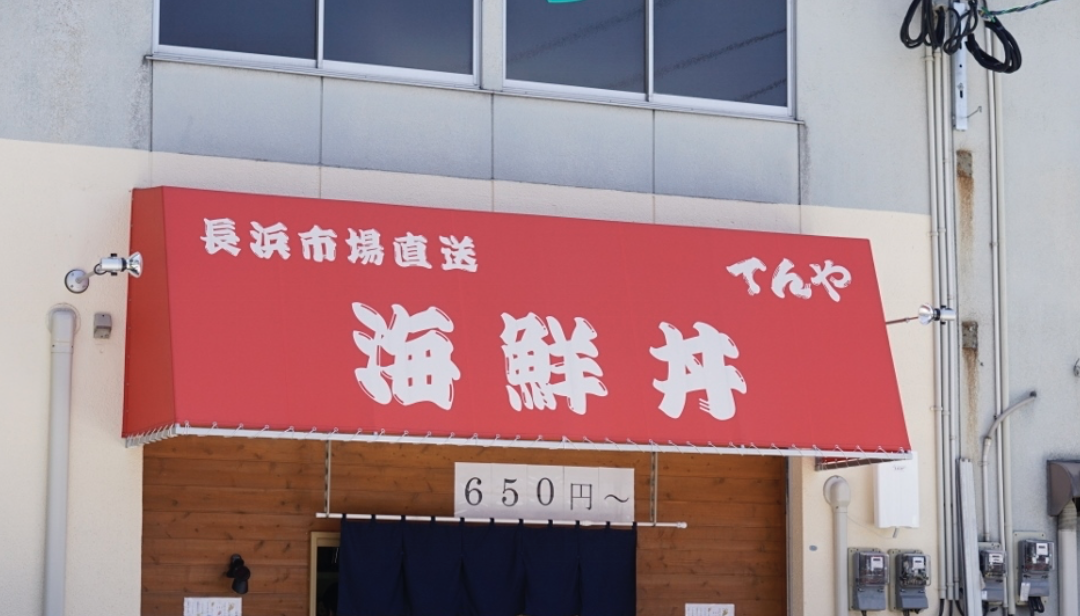 長浜市場直送
てんや
海鮮丼
650円～